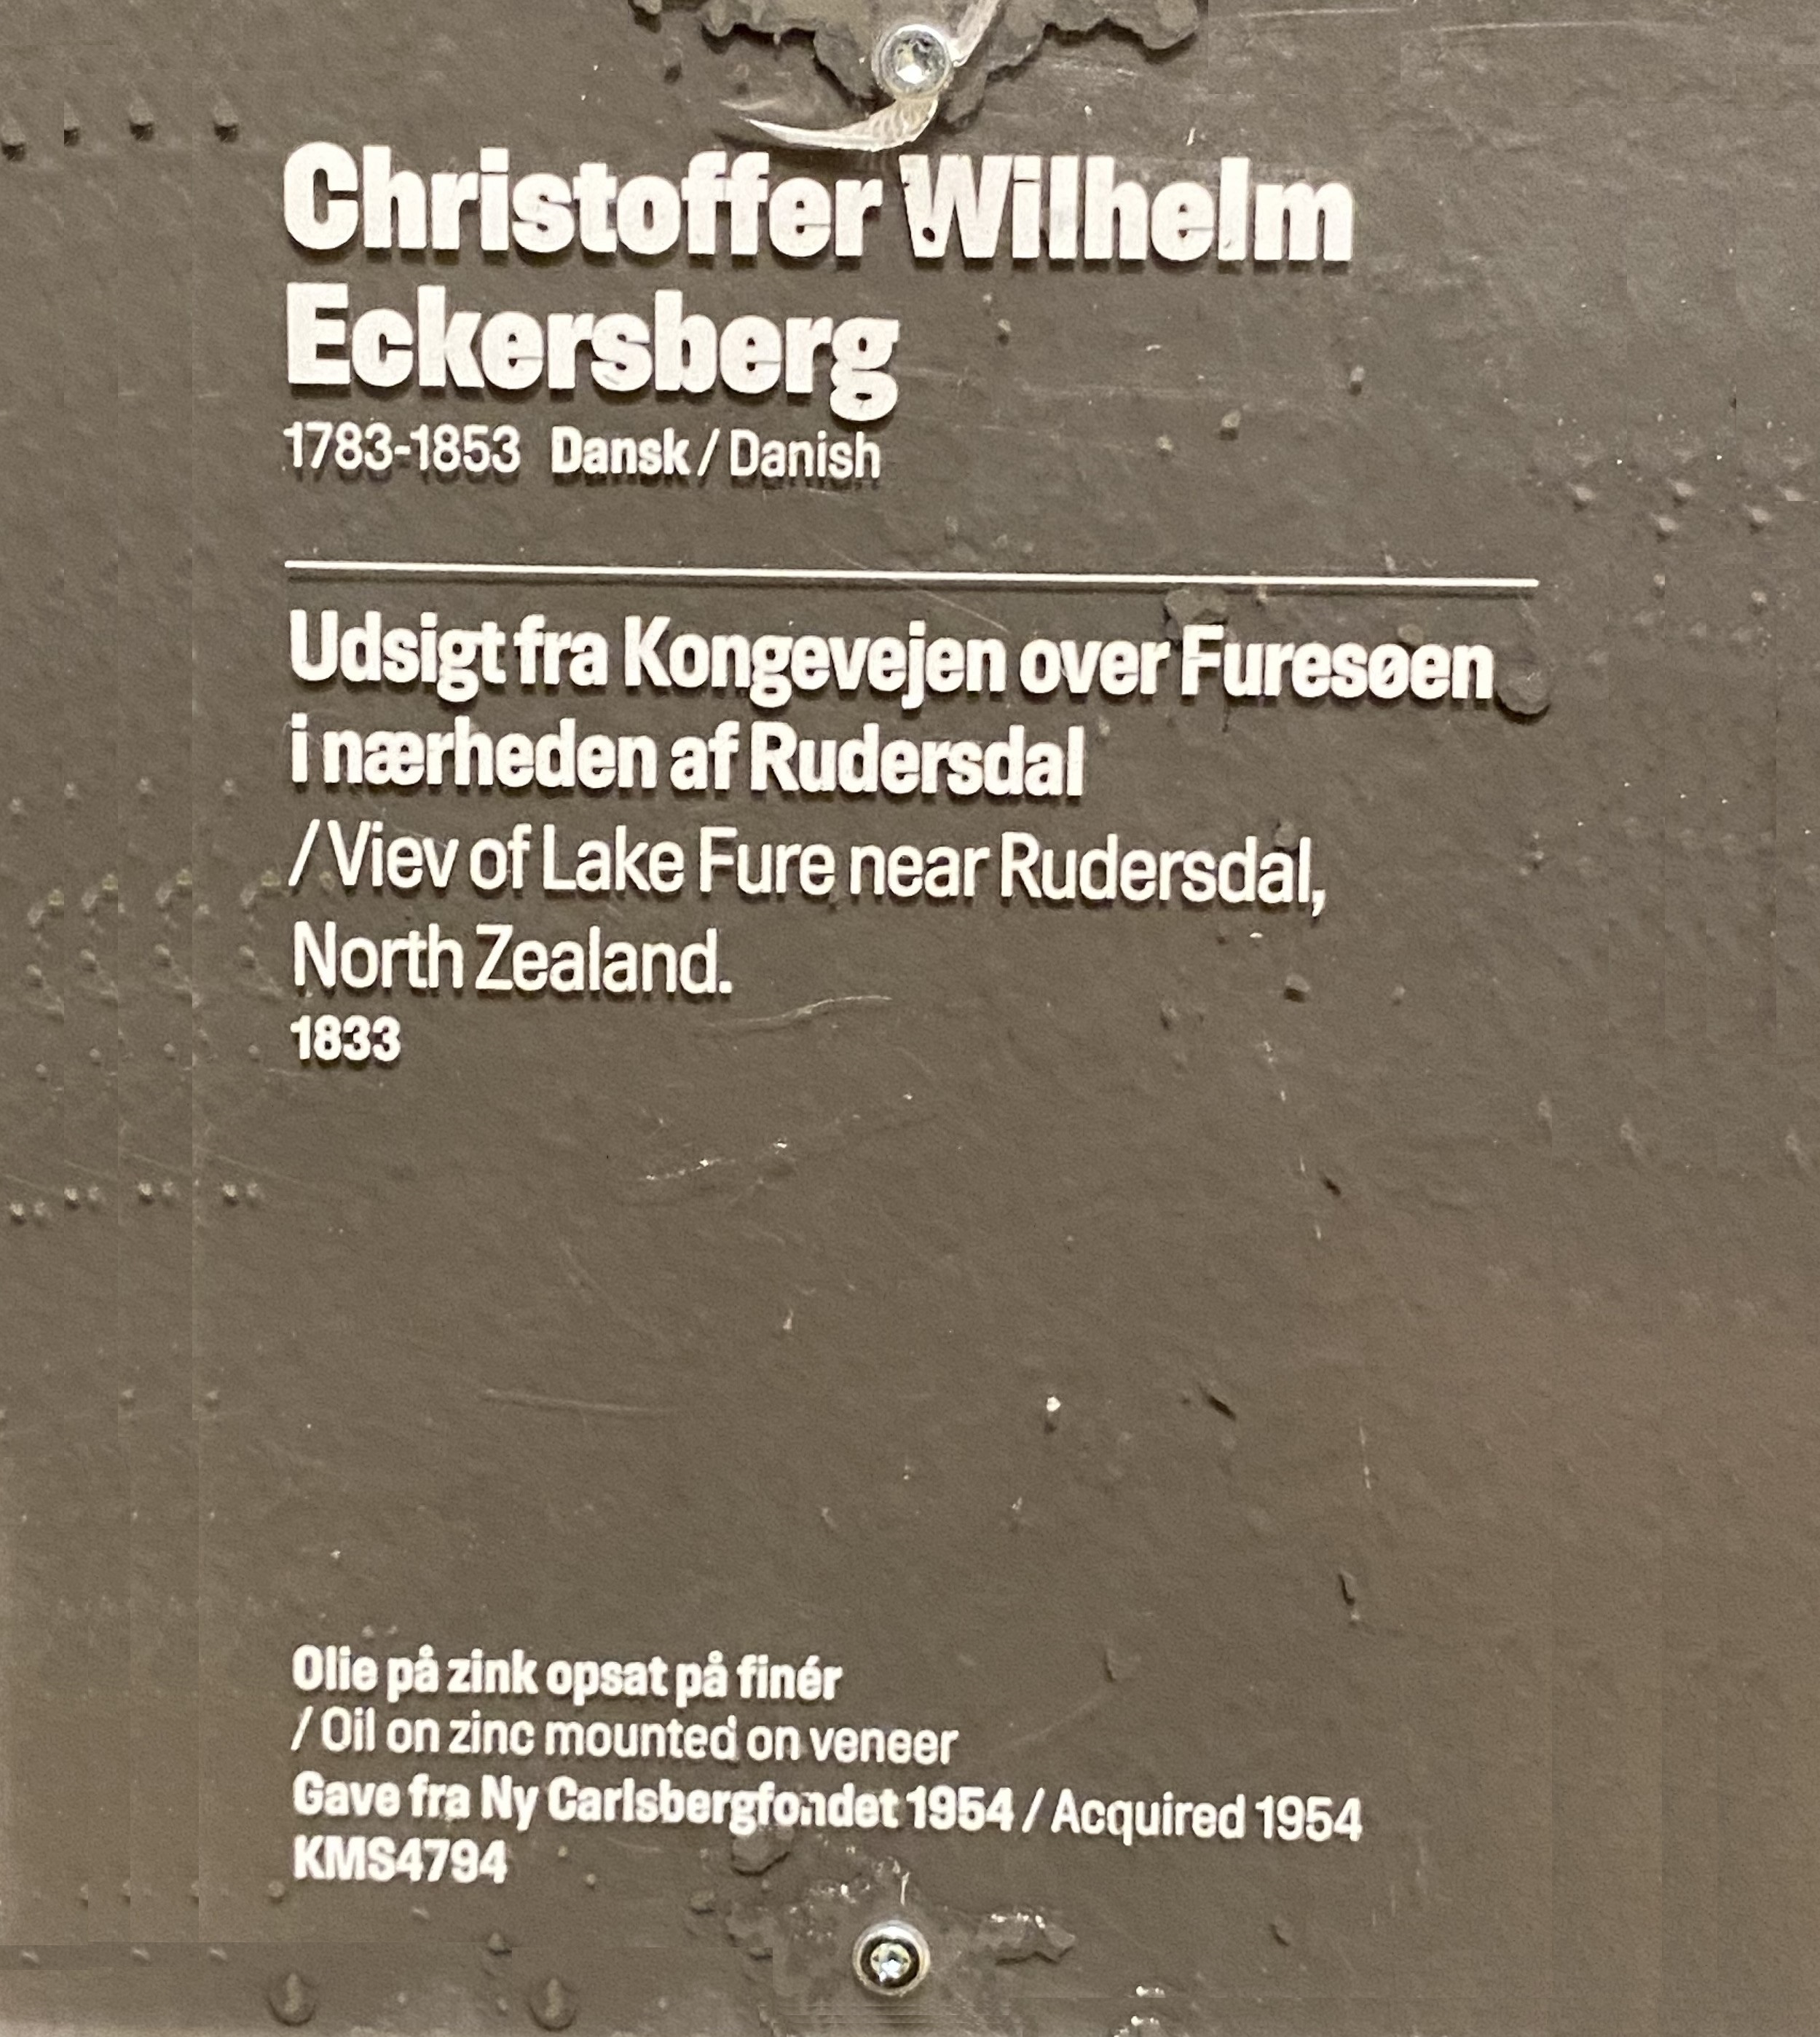 Christoffer Wilhelm
Eckersberg
1783-1853 Dansk / Danish
Udsigt fra Kongevejen over Furesøen
i nærheden af Rudersdal
/ Viev of Lake Fure near Rudersdal,
North Zealand.
1833
Olie på zink opsat på finér
/ Oil on zinc mounted on veneer
Gave fra Ny Carlsbergfondet 1954 / Acquired 1954
KMS4794